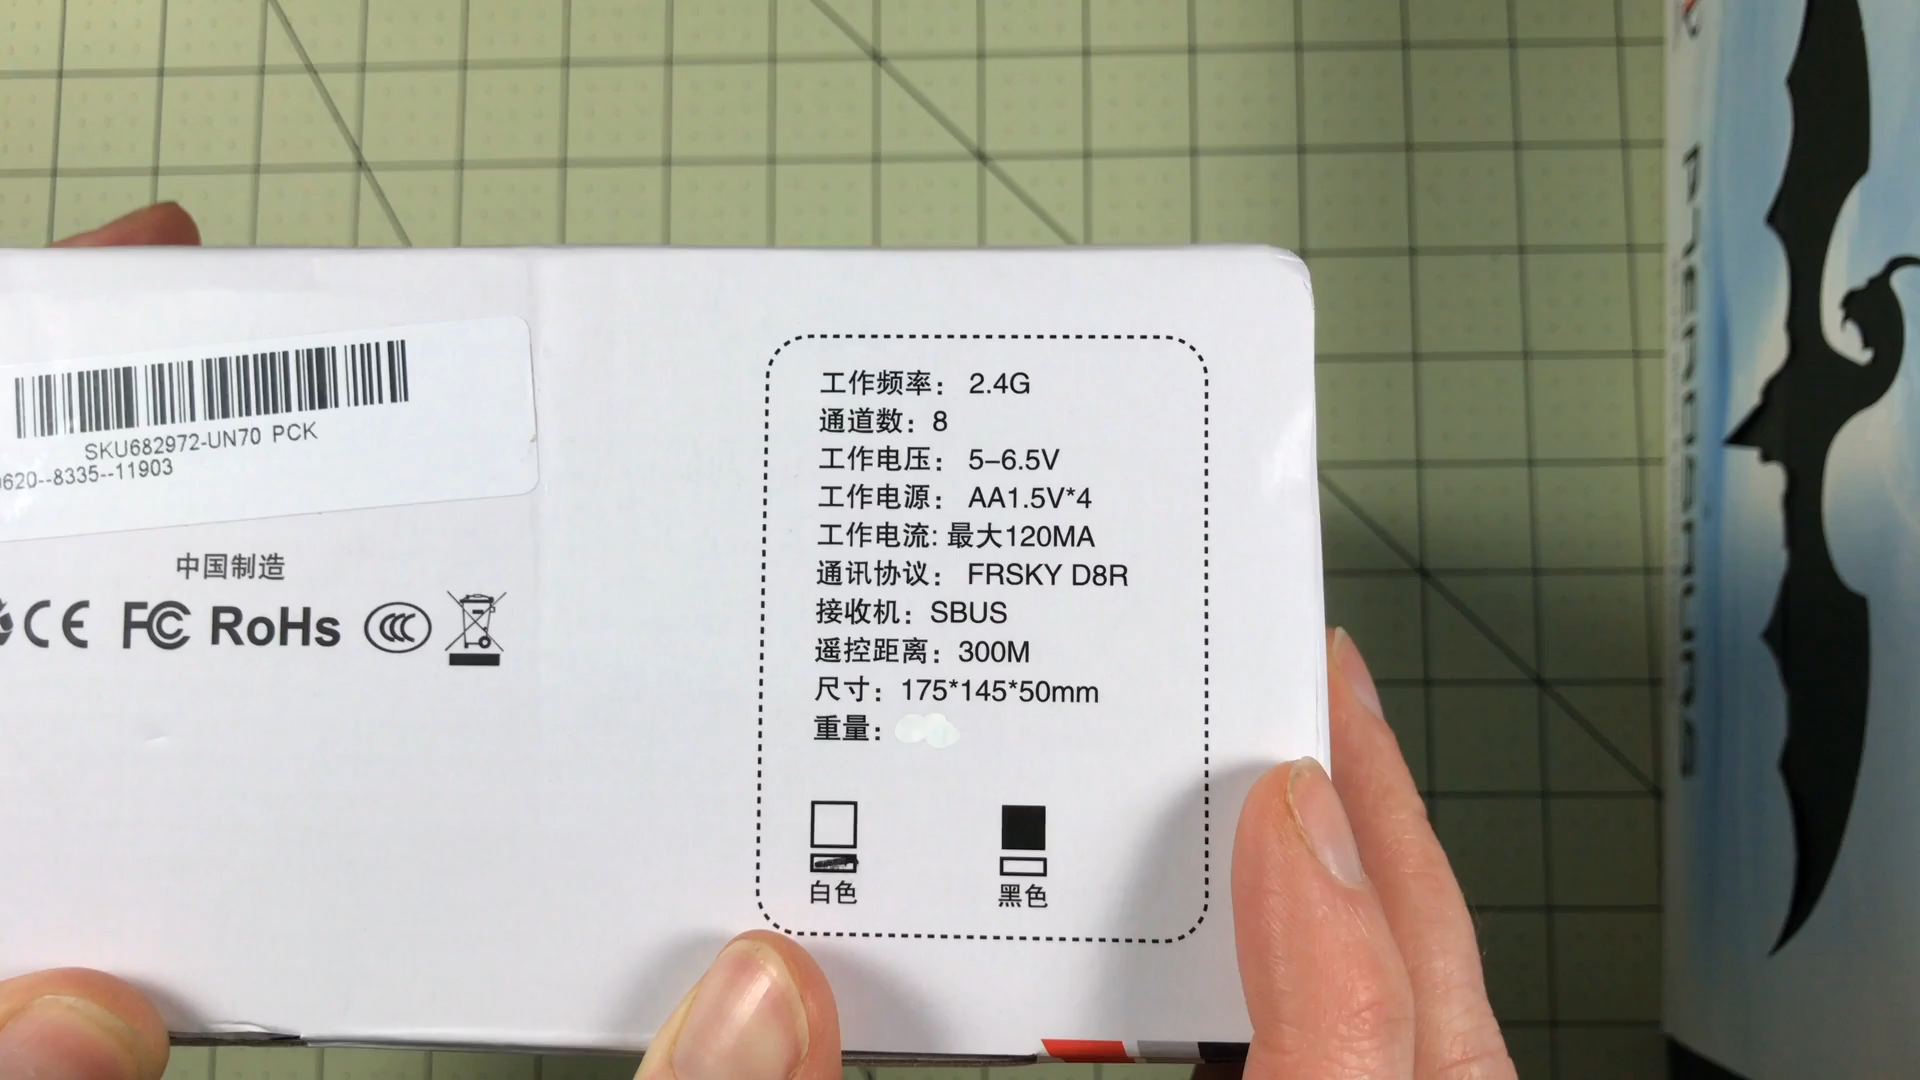 SKU682972-UN70 PCK
620--8335--11903
中国制造
CE FC RoHs CCC
工作频率： 2.4G
通道数：8
工作电压： 5–6.5V
工作电源： AA1.5V*4
工作电流: 最大120MA
通讯协议： FRSKY D8R
接收机：SBUS
遥控距离：300M
尺寸：175*145*50mm
重量：
白色
黑色